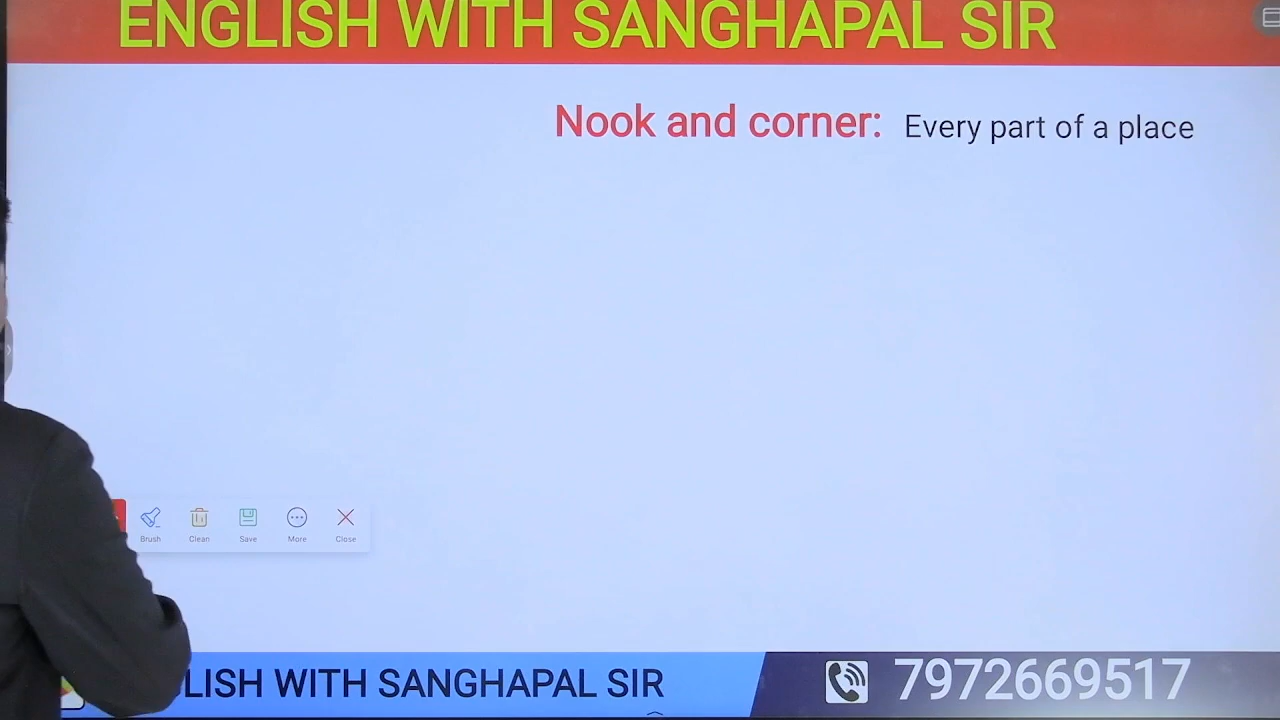 ENGLISH WITH SANGHAPAL SIR
Nook and corner: Every part of a place
Brush Clean Save More Close
LISH WITH SANGHAPAL SIR
7972669517